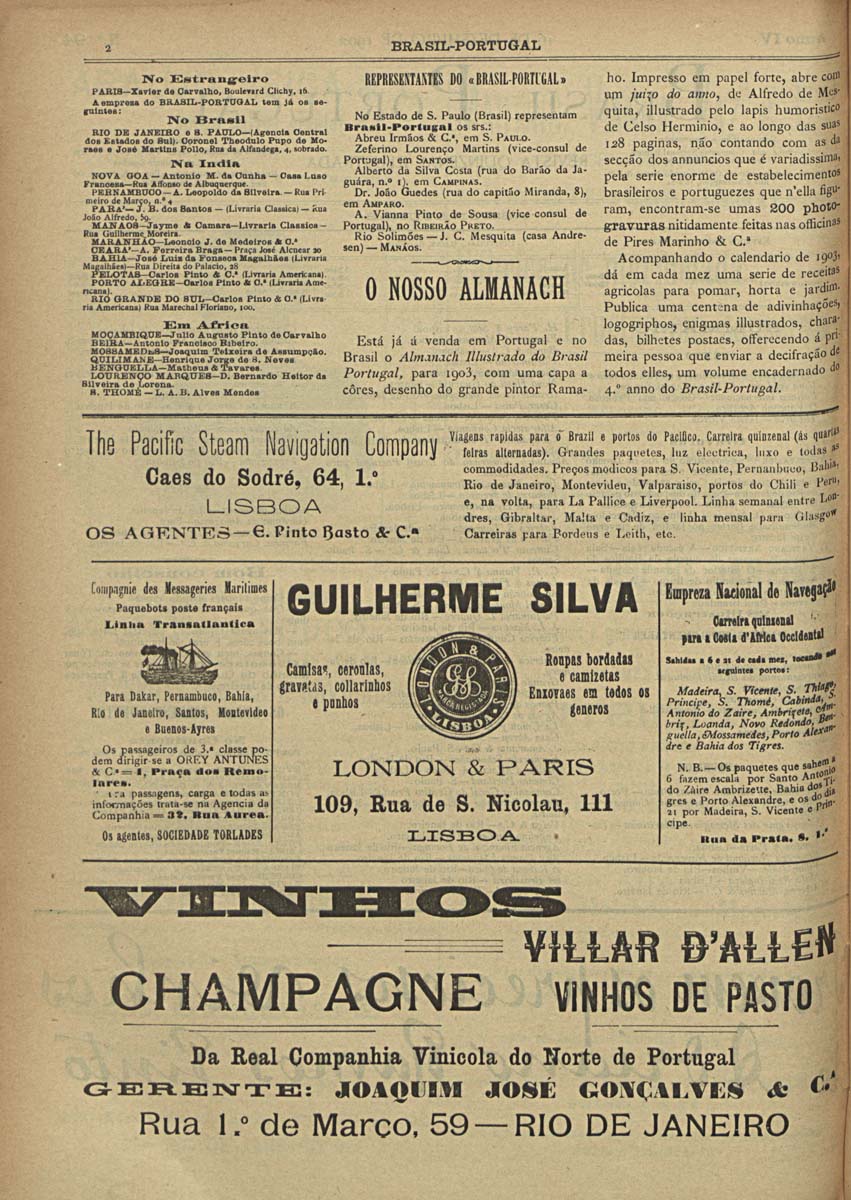 2
BRASIL-PORTUGAL
No Estrangeiro
PARIS—Xavier de Carvalho, Boulevard Clichy, 16.
A empreza do BRASIL-PORTUGAL tem já os se-
guintes:
No Brasil
RIO DE JANEIRO e S. PAULO—(Agencia Central
dos Estados do Sul). Coronel Theodulo Pupo de Mo-
raes e José Martins Pollo, Rua da Alfandega, 4, sobrado.
Na India
NOVA GOA — Antonio M. da Cunha — Casa Luso
Francesa—Rua Affonso de Albuquerque.
PERNAMBUCO — A. Leopoldo da Silveira. — Rua Pri-
meiro de Março, n.º 4
PARA'— J. B. dos Santos — (Livraria Classica) — Rua
João Alfredo, 59.
MANAOS—Jayme & Camara—Livraria Classica—
Rua Guilherme Moreira.
MARANHÃO—Leoncio J. de Medeiros & C.ª
CEARA'—A. Ferreira Braga—Praça José Alencar 20
BAHIA—José Luiz da Fonseca Magalhães (Livraria
Magalhães)—Rua Direita do Palacio, 28
PELOTAS—Carlos Pinto & C.ª (Livraria Americana).
PORTO ALEGRE—Carlos Pinto & C.ª (Livraria Ame-
ricana).
RIO GRANDE DO SUL—Carlos Pinto & C.ª (Livra-
ria Americana) Rua Marechal Floriano, 100.
Em Africa
MOÇAMBIQUE—Julio Augusto Pinto de Carvalho
BEIRA—Antonio Francisco Ribeiro.
MOSSAMEDES—Joaquim Teixeira de Assumpção.
QUILIMANE—Henrique Jorge de S. Neves
BENGUELLA—Matheus & Tavares.
LOURENÇO MARQUES—D. Bernardo Heitor da
Silveira de Lorena.
S. THOMÉ — L. A. B. Alves Mendes
REPRESENTANTES DO «BRASIL-PORTUGAL»
No Estado de S. Paulo (Brasil) representam
Brasil-Portugal os srs.:
Abreu Irmãos & C.ª, em S. PAULO.
Zeferino Lourenço Martins (vice-consul de
Portugal), em SANTOS.
Alberto da Silva Costa (rua do Barão da Ja-
guára, n.º 1), em CAMPINAS.
Dr. João Guedes (rua do capitão Miranda, 8),
em AMPARO.
A. Vianna Pinto de Sousa (vice-consul de
Portugal), no RIBEIRÃO PRETO.
Rio Solimões — J. C. Mesquita (casa Andre-
sen) — MANÁOS.
O NOSSO ALMANACH
Está já á venda em Portugal e no
Brasil o Almanach Illustrado do Brasil
Portugal, para 1903, com uma capa a
côres, desenho do grande pintor Rama-
ho. Impresso em papel forte, abre com
um juizo do anno, de Alfredo de Mes-
quita, illustrado pelo lapis humoristico
de Celso Herminio, e ao longo das suas
128 paginas, não contando com as da
secção dos annuncios que é variadissima,
pela serie enorme de estabelecimentos
brasileiros e portuguezes que n'ella figu-
ram, encontram-se umas 200 photo-
gravuras nitidamente feitas nas officinas
de Pires Marinho & C.ª
Acompanhando o calendario de 1903,
dá em cada mez uma serie de receitas
agricolas para pomar, horta e jardim.
Publica uma centena de adivinhações,
logogriphos, enigmas illustrados, chara-
das, bilhetes postaes, offerecendo á pri-
meira pessoa que enviar a decifração de
todos elles, um volume encadernado do
4.º anno do Brasil-Portugal.
The Pacific Steam Navigation Company
Caes do Sodré, 64, 1.º
LISBOA
OS AGENTES—E. Pinto Basto & C.ª
Viagens rapidas para o Brazil e portos do Pacifico. Carreira quinzenal (ás quartas
feiras alternadas). Grandes paquetes, luz electrica, luxo e todas as
commodidades. Preços modicos para S. Vicente, Pernambuco, Bahia,
Rio de Janeiro, Montevideu, Valparaiso, portos do Chili e Peru,
e, na volta, para La Pallice e Liverpool. Linha semanal entre Lon-
dres, Gibraltar, Malta e Cadiz, e linha mensal para Glasgow
Carreiras para Bordeus e Leith, etc.
Compagnie des Messageries Maritimes
Paquebots poste français
Linha Transatlantica
Para Dakar, Pernambuco, Bahia,
Rio de Janeiro, Santos, Montevideo
e Buenos-Ayres
Os passageiros de 3.ª classe po-
dem dirigir-se a OREY ANTUNES
& C.ª= 4, Praça dos Remo-
lares.
passagens, carga e todas as
informações trata-se na Agencia da
Companhia = 32, Rua Aurea.
Os agentes, SOCIEDADE TORLADES
GUILHERME SILVA
Camisas, ceroulas,
gravatas, collarinhos
e punhos
LONDON & PARIS
GS
MARCA REGISTRADA
LISBOA
Roupas bordadas
e camizetas
Enxovaes em todos os
generos
LONDON & PARIS
109, Rua de S. Nicolau, 111
LISBOA
Empreza Nacional de Navegação
Carreira quinzenal
para a Costa d'Africa Occidental
Sahidas a 6 e 21 de cada mez, tocando nos
seguintes portos:
Madeira, S. Vicente, S. Thiago,
Principe, S. Thomé, Cabinda, S.
Antonio do Zaire, Ambrizete, Am-
briz, Loanda, Novo Redondo, Ben-
guella, Mossamedes, Porto Alexan-
dre e Bahia dos Tigres.
N. B.—Os paquetes que sahem a
6 fazem escala por Santo Antonio
do Zaire Ambrizette, Bahia dos Ti-
gres e Porto Alexandre, e os do dia
21 por Madeira, S. Vicente e Prin-
cipe.
Rua da Prata, 8, 1.º
VINHOS
VILLAR D'ALLEN
CHAMPAGNE
VINHOS DE PASTO
Da Real Companhia Vinicola do Norte de Portugal
GERENTE: JOAQUIM JOSÉ GONÇALVES & C.ª
Rua 1.º de Março, 59—RIO DE JANEIRO